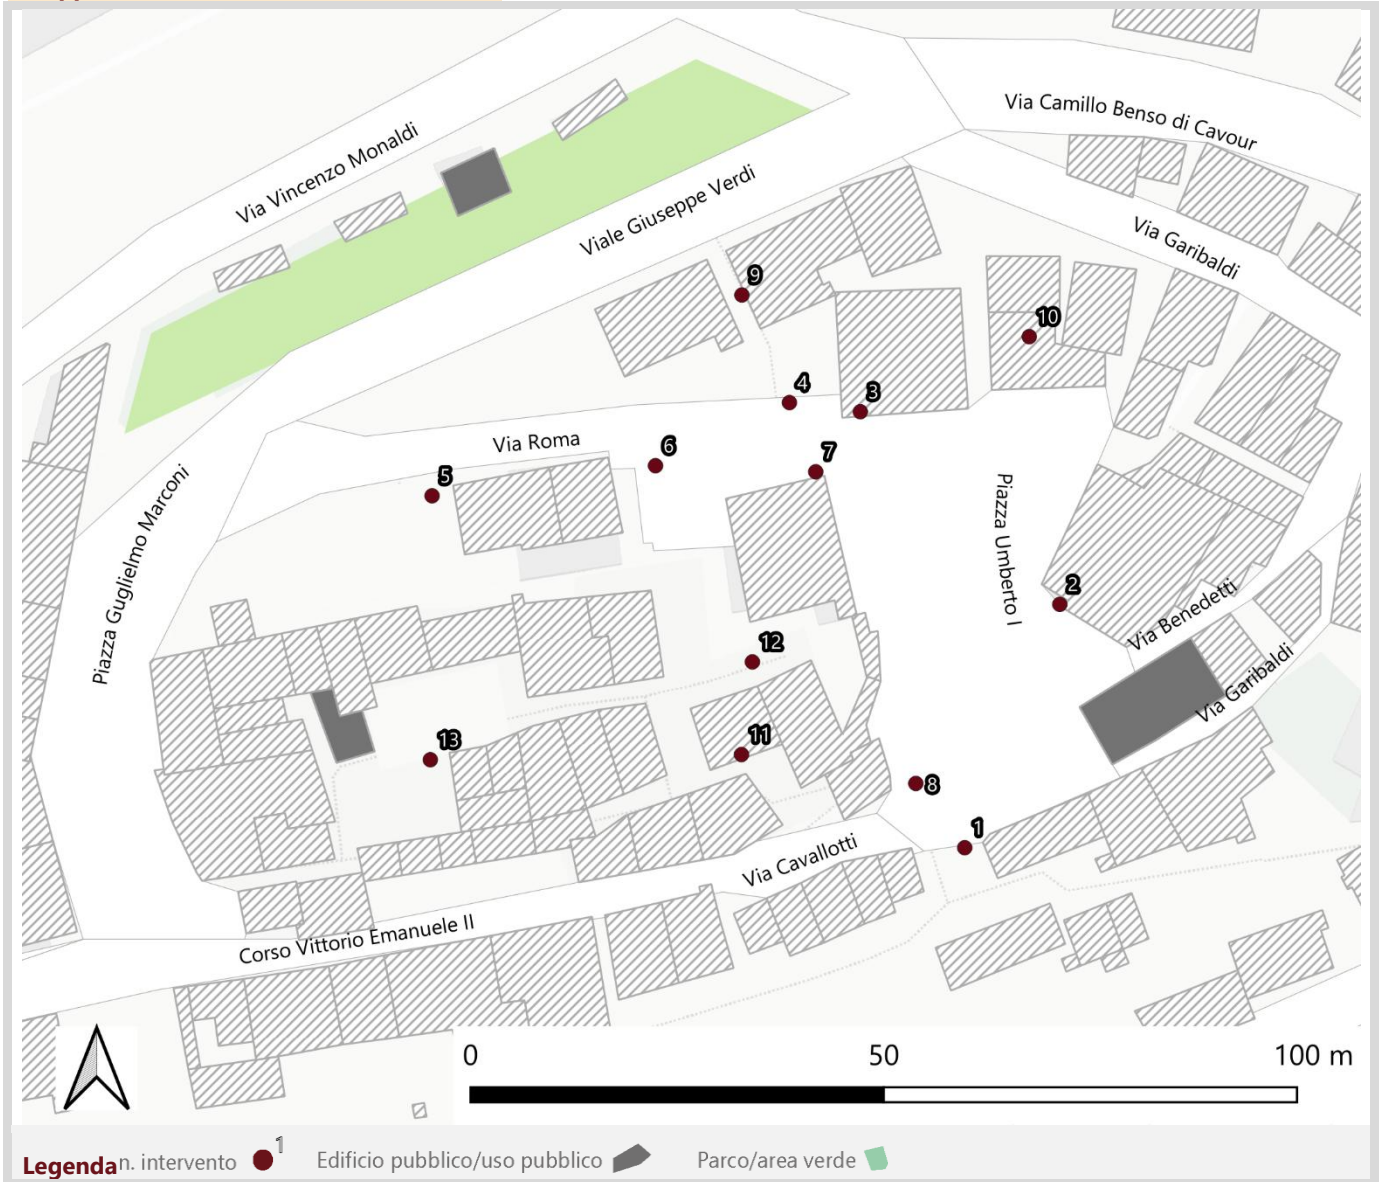 Via Camillo Benso di Cavour
Via Vincenzo Monaldi
Viale Giuseppe Verdi
Via Garibaldi
9
10
4
3
Via Roma
6
7
5
Piazza Guglielmo Marconi
Piazza Umberto I
2
Via Benedetti
12
Via Garibaldi
13
11
8
1
Via Cavallotti
Corso Vittorio Emanuele II
0 50 100 m
Legenda n. intervento 1 Edificio pubblico/uso pubblico Parco/area verde